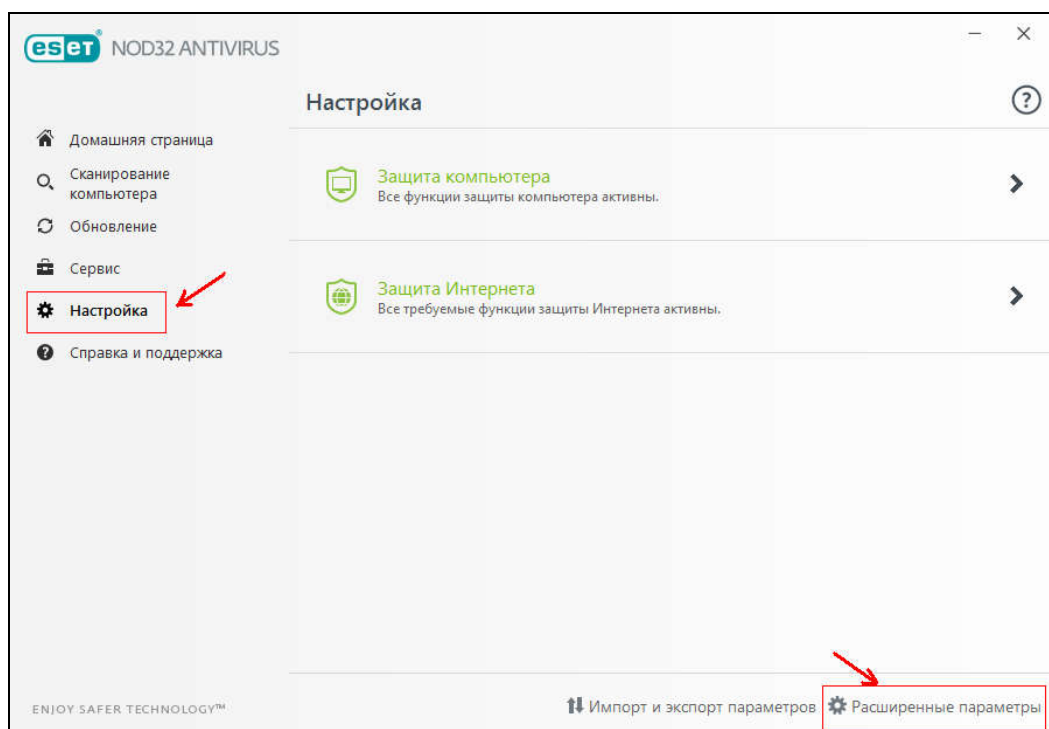 eset NOD32 ANTIVIRUS
Настройка
Домашняя страница
Сканирование
компьютера
Обновление
Сервис
Настройка
Справка и поддержка
Защита компьютера
Все функции защиты компьютера активны.
Защита Интернета
Все требуемые функции защиты Интернета активны.
ENJOY SAFER TECHNOLOGY™
Импорт и экспорт параметров
Расширенные параметры